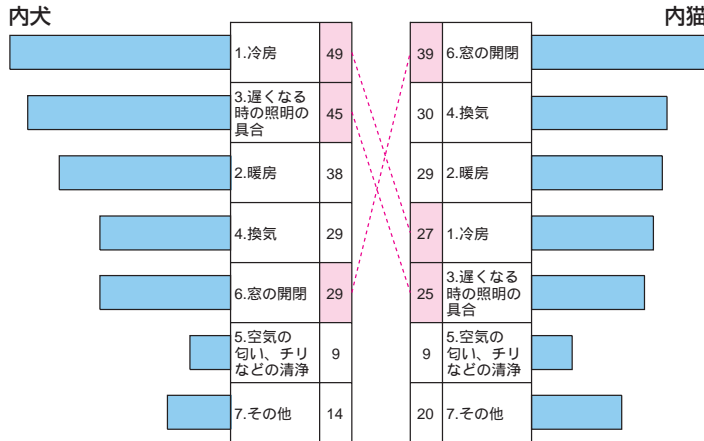 内犬
内猫
1.冷房
49
3.遅くなる
時の照明の
具合
45
2.暖房
38
4.換気
29
6.窓の開閉
29
5.空気の
匂い、チリ
などの清浄
9
7.その他
14
39
6.窓の開閉
30
4.換気
29
2.暖房
27
1.冷房
25
3.遅くなる
時の照明の
具合
9
5.空気の
匂い、チリ
などの清浄
20
7.その他